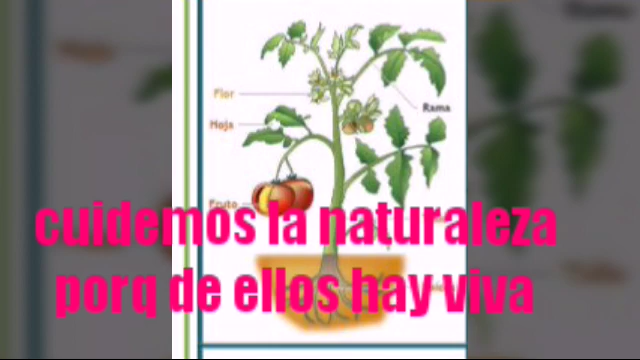 Flor
Rama
Hoja
Fruto
cuidemos la naturaleza
porq de ellos hay viva